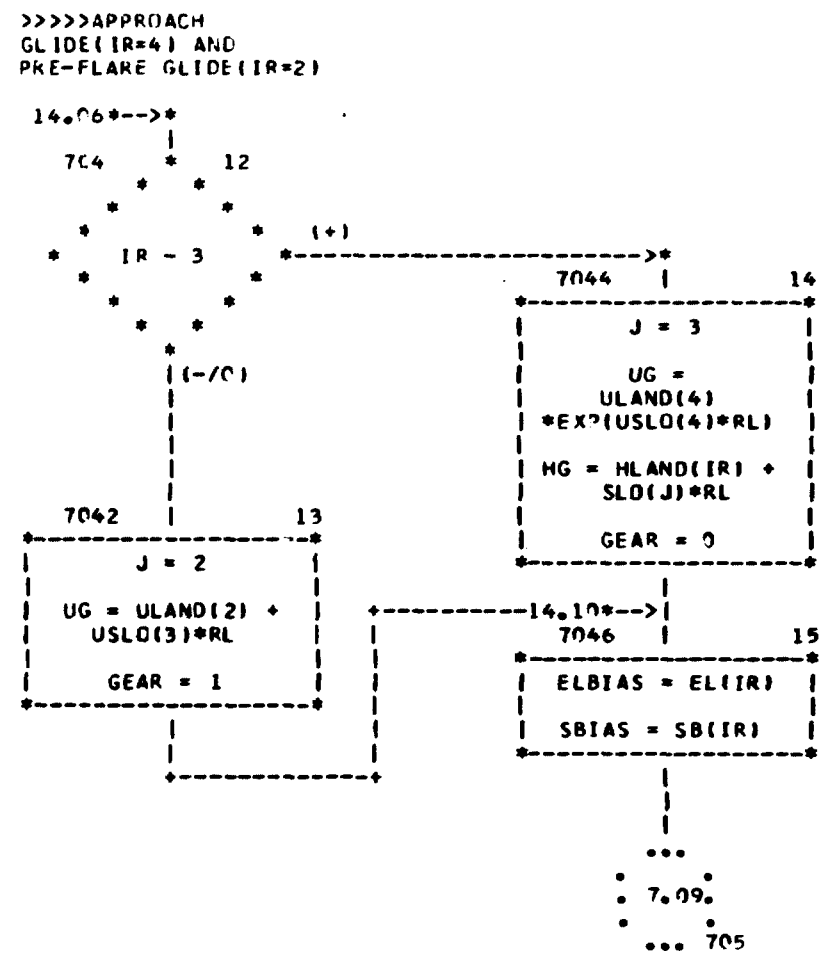 >>>>>APPROACH
GLIDE(IR=4) AND
PRE-FLARE GLIDE(IR=2)
14.06*-->*
704 * 12
IR - 3
(+)
(-/0)
7044 14
J = 3
UG =
ULAND(4)
*EXP(USLO(4)*RL)
HG = HLAND(IR) +
SLO(J)*RL
GEAR = 0
7042 13
J = 2
UG = ULAND(2) +
USLO(3)*RL
GEAR = 1
14.10*-->
7046 15
ELBIAS = EL(IR)
SBIAS = SB(IR)
7.09
705